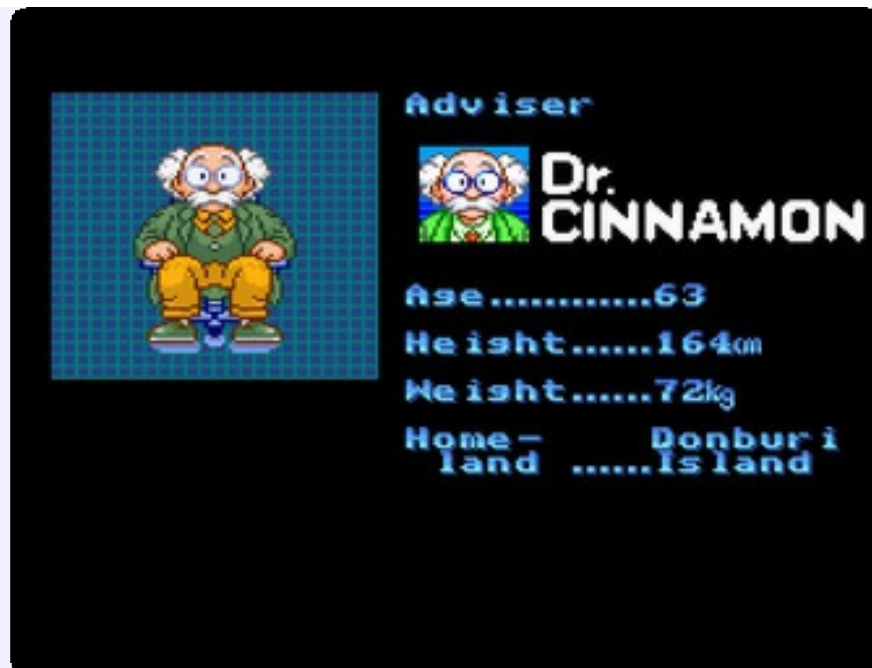 Adviser
Dr.
CINNAMON
Age............63
Height......164cm
Weight......72kg
Home- Donburi
land ......Island